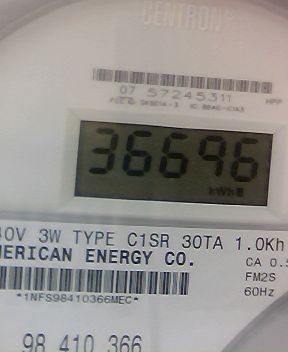 CENTRON
07 57245311
36696
kWh
40V 3W TYPE C1SR 30TA 1.0Kh
MERICAN ENERGY CO.
CA 0.5
FM2S
*1NFS98410366MEC*
60Hz
98 410 366